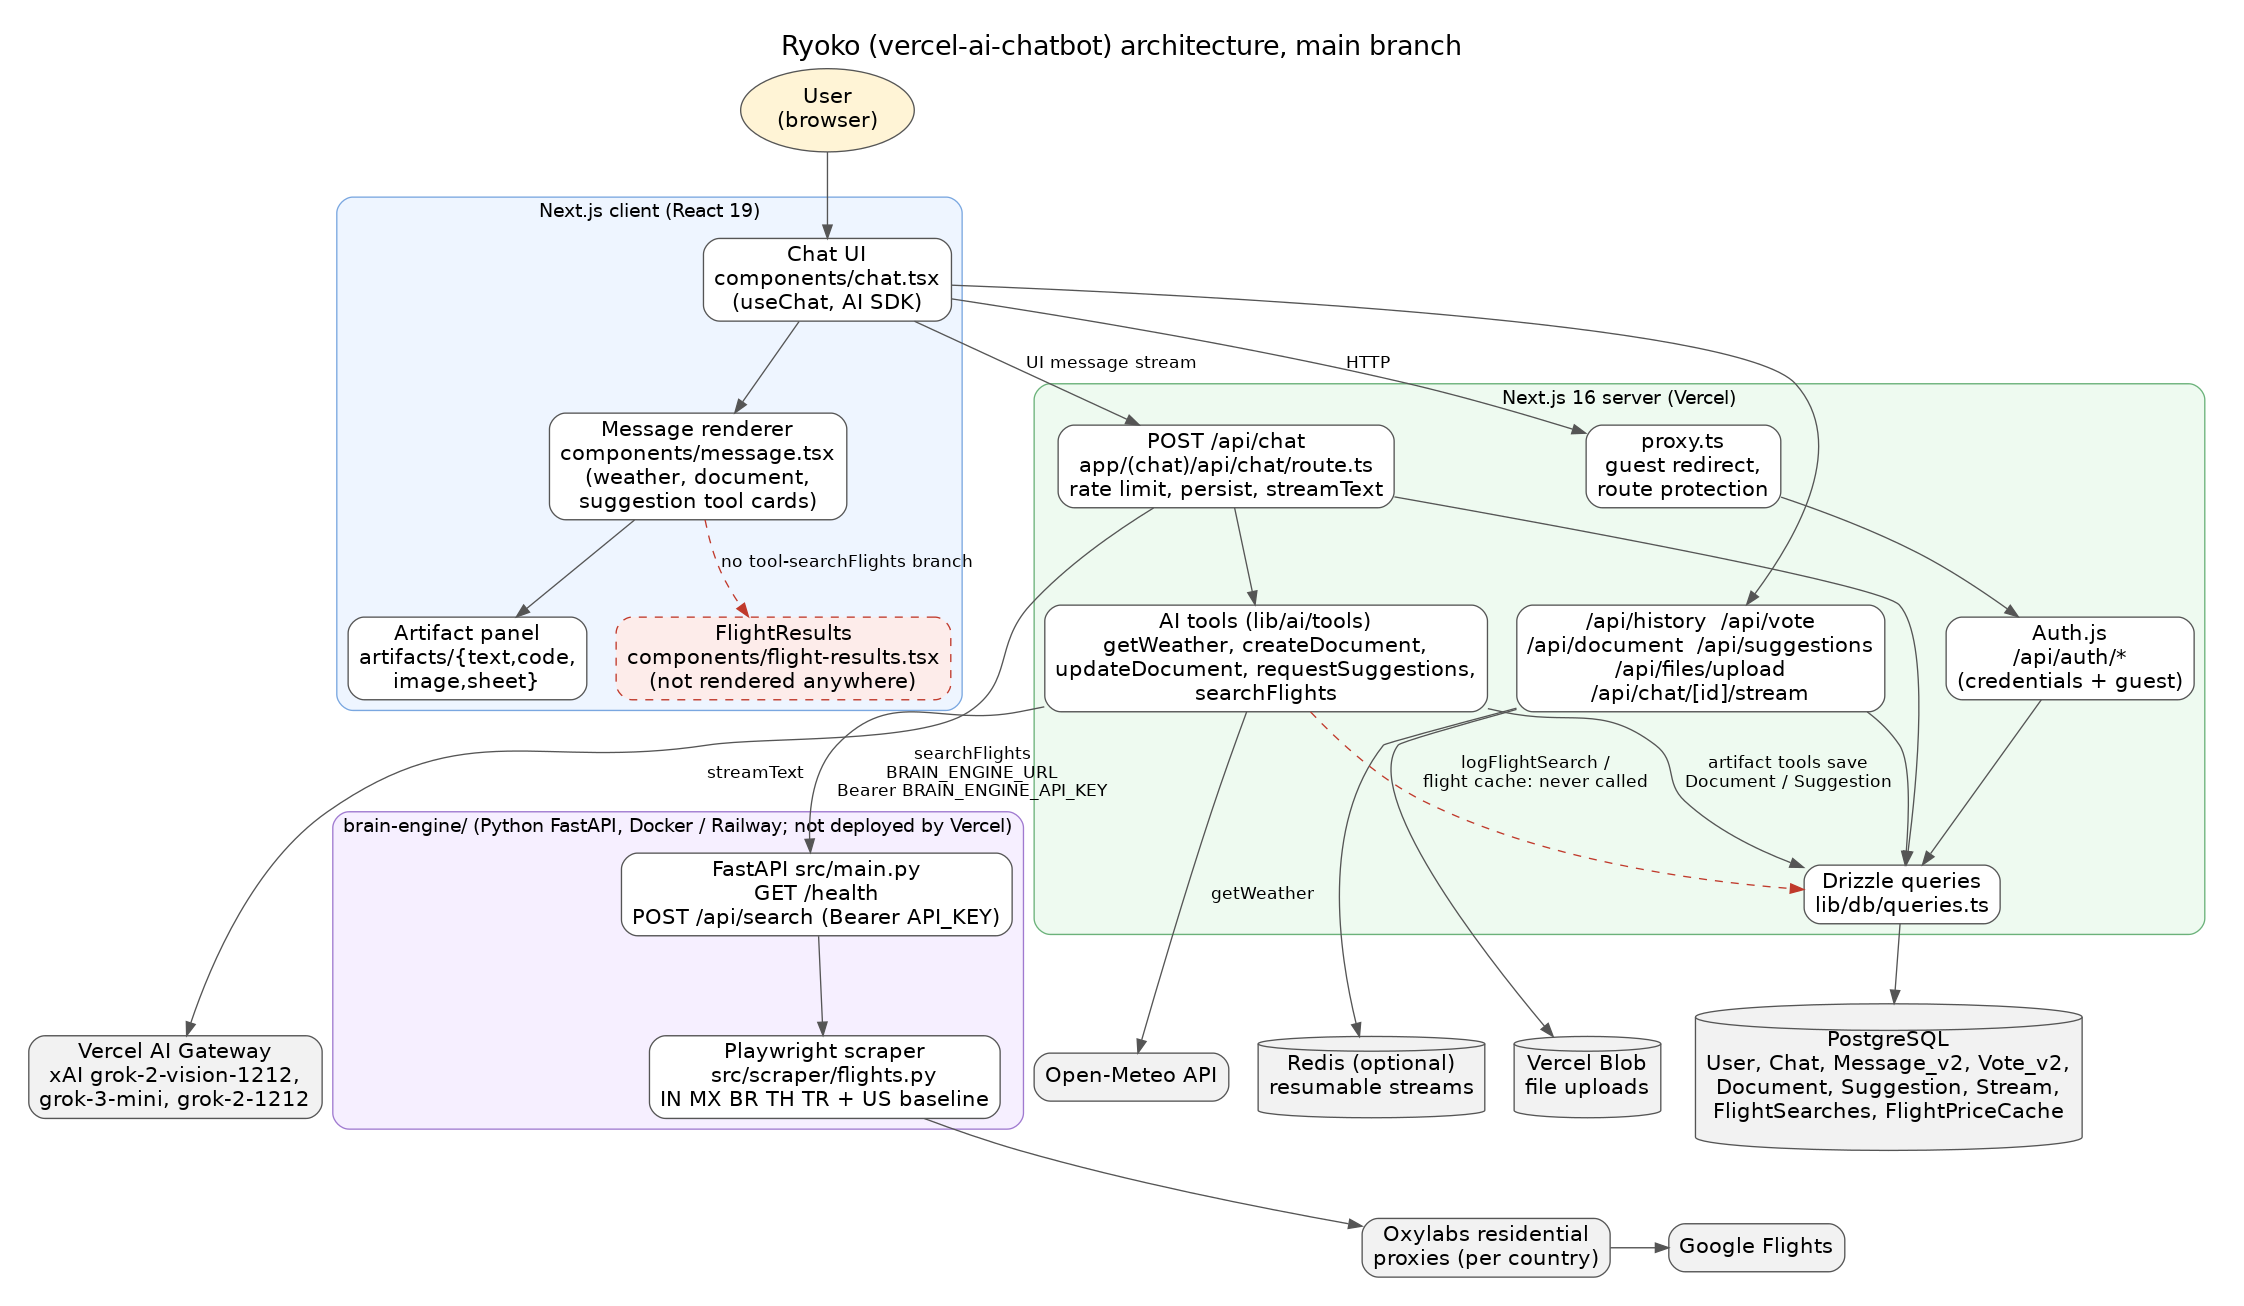 Ryoko (vercel-ai-chatbot) architecture, main branch
User
(browser)
Next.js client (React 19)
Chat UI
components/chat.tsx
(useChat, AI SDK)
UI message stream
HTTP
Next.js 16 server (Vercel)
Message renderer
components/message.tsx
(weather, document,
suggestion tool cards)
POST /api/chat
app/(chat)/api/chat/route.ts
rate limit, persist, streamText
proxy.ts
guest redirect,
route protection
no tool-searchFlights branch
Artifact panel
artifacts/{text,code,
image,sheet}
FlightResults
components/flight-results.tsx
(not rendered anywhere)
AI tools (lib/ai/tools)
getWeather, createDocument,
updateDocument, requestSuggestions,
searchFlights
/api/history  /api/vote
/api/document  /api/suggestions
/api/files/upload
/api/chat/[id]/stream
Auth.js
/api/auth/*
(credentials + guest)
streamText
searchFlights
BRAIN_ENGINE_URL
Bearer BRAIN_ENGINE_API_KEY
logFlightSearch /
flight cache: never called
artifact tools save
Document / Suggestion
brain-engine/ (Python FastAPI, Docker / Railway; not deployed by Vercel)
FastAPI src/main.py
GET /health
POST /api/search (Bearer API_KEY)
getWeather
Drizzle queries
lib/db/queries.ts
Vercel AI Gateway
xAI grok-2-vision-1212,
grok-3-mini, grok-2-1212
Playwright scraper
src/scraper/flights.py
IN MX BR TH TR + US baseline
Open-Meteo API
Redis (optional)
resumable streams
Vercel Blob
file uploads
PostgreSQL
User, Chat, Message_v2, Vote_v2,
Document, Suggestion, Stream,
FlightSearches, FlightPriceCache
Oxylabs residential
proxies (per country)
Google Flights